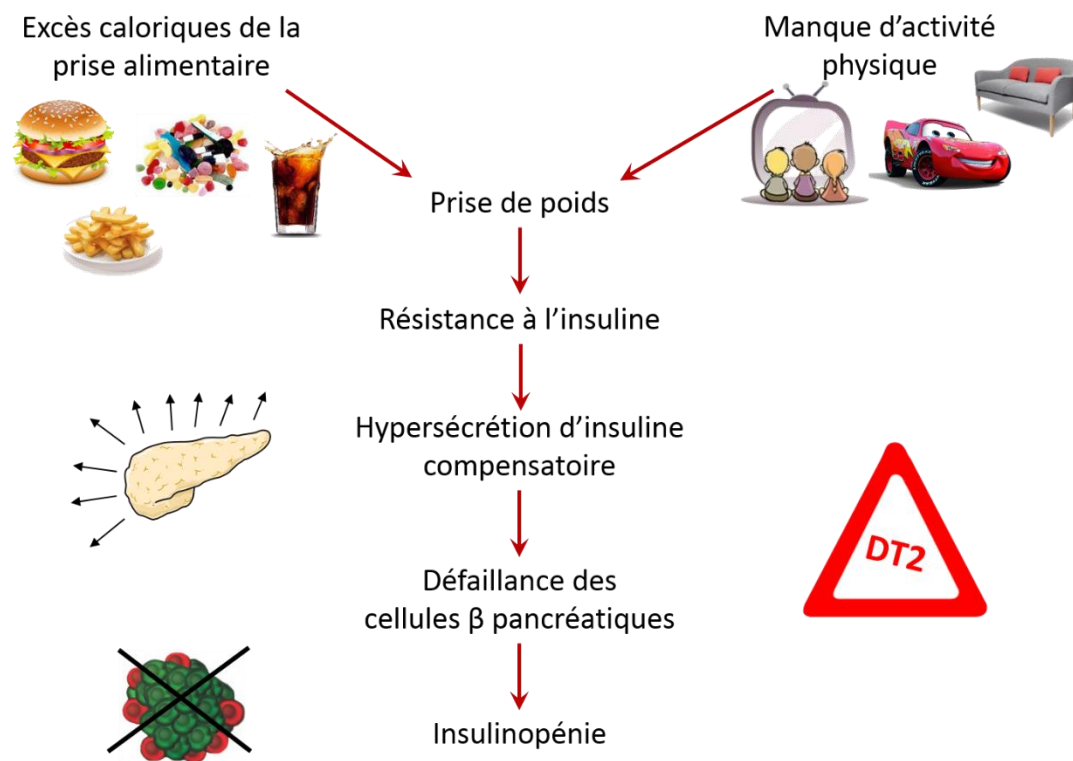 Excès caloriques de la
prise alimentaire
Manque d’activité
physique
Prise de poids
Résistance à l’insuline
Hypersécrétion d’insuline
compensatoire
DT2
Défaillance des
cellules β pancréatiques
Insulinopénie